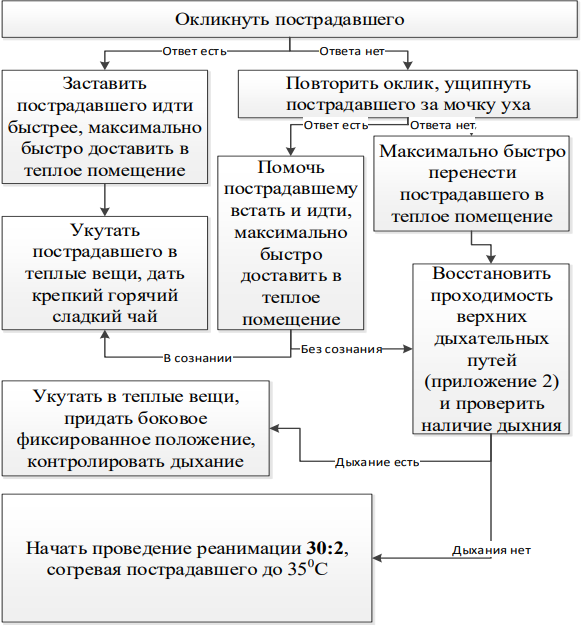 Окликнуть пострадавшего
Ответ есть
Ответа нет
Заставить
пострадавшего идти
быстрее, максимально
быстро доставить в
теплое помещение
Повторить оклик, ущипнуть
пострадавшего за мочку уха
Ответ есть
Ответа нет
Помочь
пострадавшему
встать и идти,
максимально
быстро
доставить в
теплое
помещение
Максимально быстро
перенести
пострадавшего в
теплое помещение
Укутать
пострадавшего в
теплые вещи, дать
крепкий горячий
сладкий чай
Восстановить
проходимость
верхних
дыхательных
путей
(приложение 2)
и проверить
наличие дыхния
В сознании
Без сознания
Укутать в теплые вещи,
придать боковое
фиксированное положение,
контролировать дыхание
Дыхание есть
Дыхания нет
Начать проведение реанимации 30:2,
согревая пострадавшего до 35⁰С